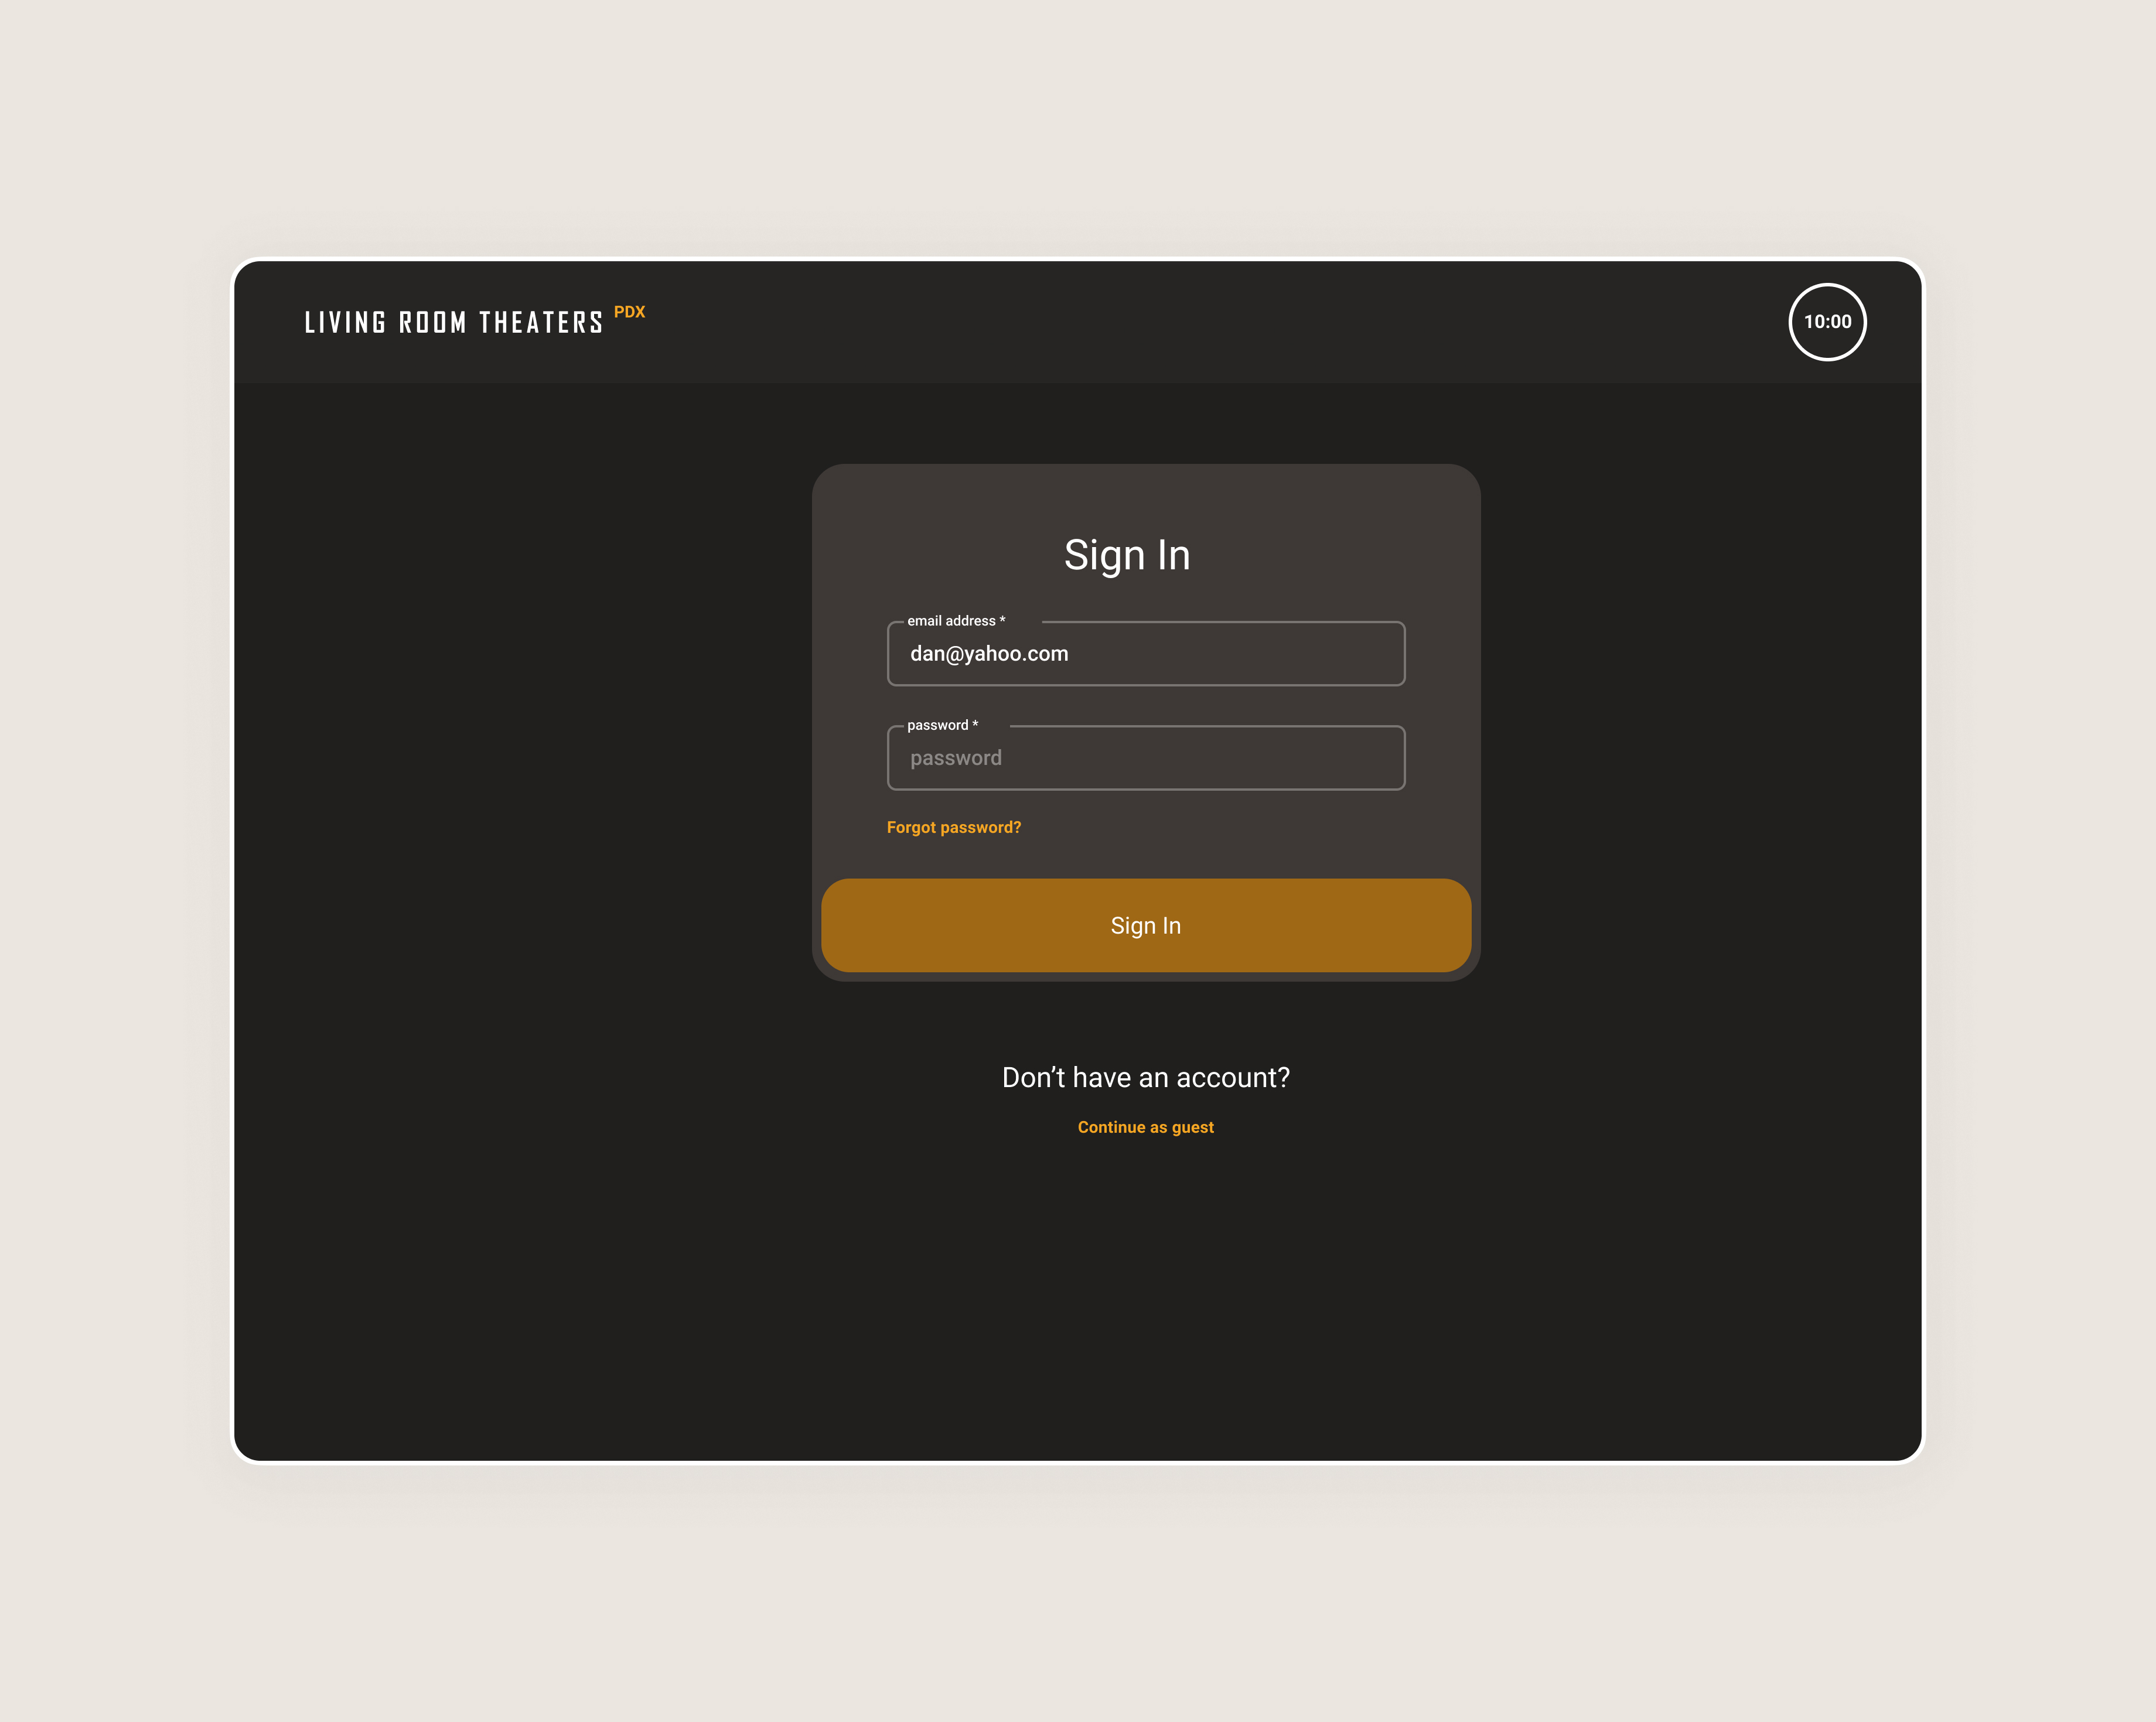 LIVING ROOM THEATERS PDX
10:00
Sign In
email address *
dan@yahoo.com
password *
password
Forgot password?
Sign In
Don’t have an account?
Continue as guest